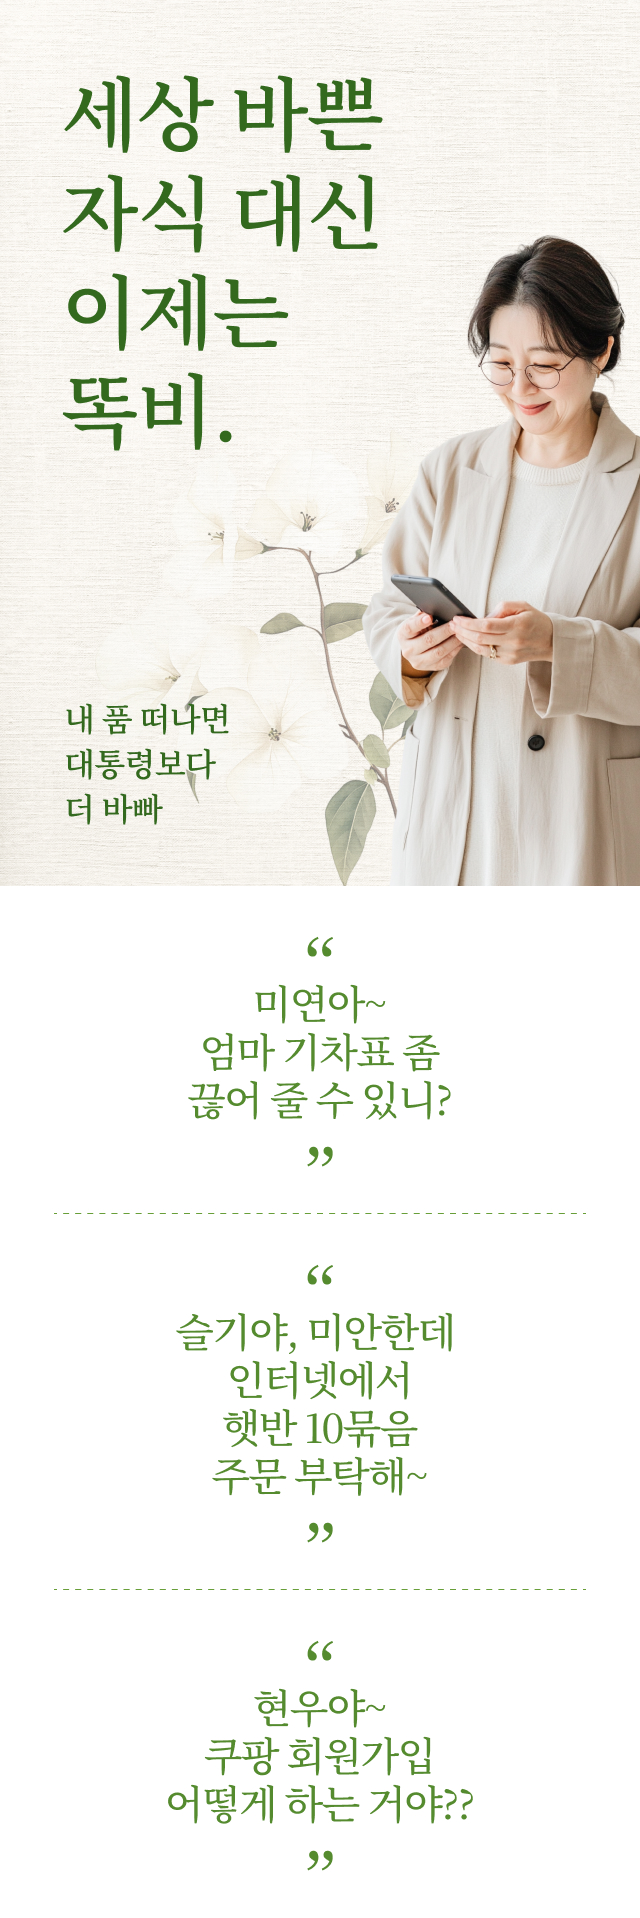 세상 바쁜
자식 대신
이제는
똑비.
내 품 떠나면
대통령보다
더 바빠
“
미연아~
엄마 기차표 좀
끊어 줄 수 있니?
”
“
슬기야, 미안한데
인터넷에서
햇반 10묶음
주문 부탁해~
”
“
현우야~
쿠팡 회원가입
어떻게 하는 거야??
”